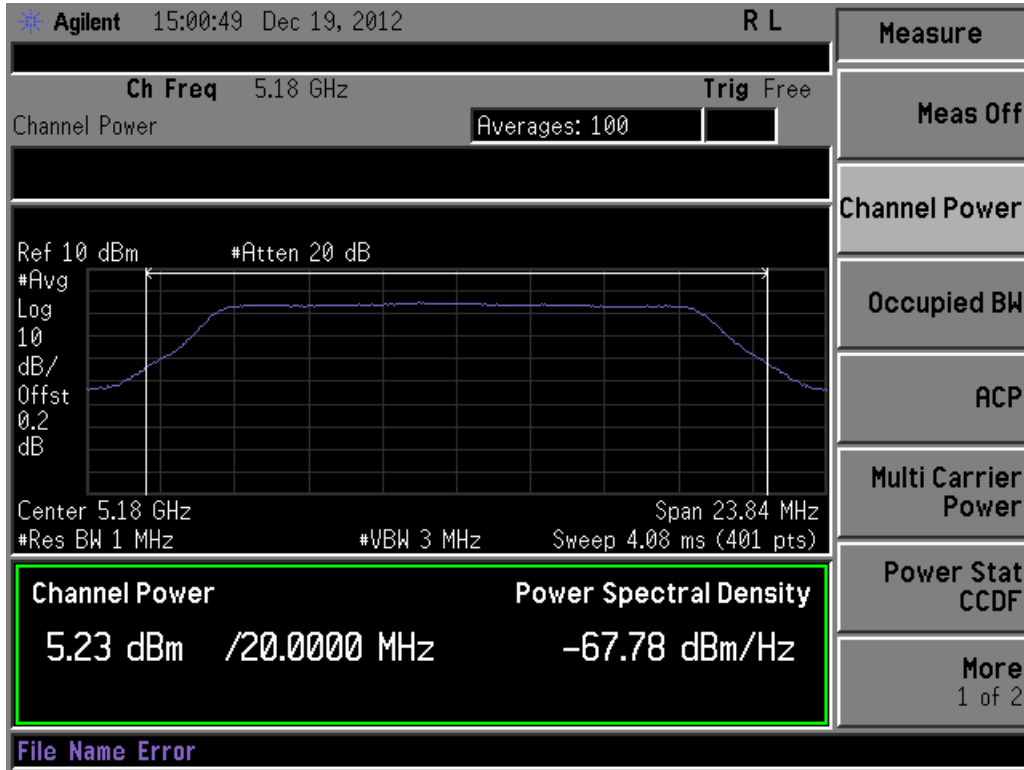 Agilent 15:00:49 Dec 19, 2012 R L
Measure
Ch Freq 5.18 GHz Trig Free
Meas Off
Channel Power
Averages: 100
Channel Power
Ref 10 dBm #Atten 20 dB
#Avg
Log
10
dB/
Offst
0.2
dB
Occupied BW
ACP
Center 5.18 GHz Span 23.84 MHz
#Res BW 1 MHz #VBW 3 MHz Sweep 4.08 ms (401 pts)
Multi Carrier
Power
Channel Power Power Spectral Density
5.23 dBm /20.0000 MHz -67.78 dBm/Hz
Power Stat
CCDF
More
1 of 2
File Name Error